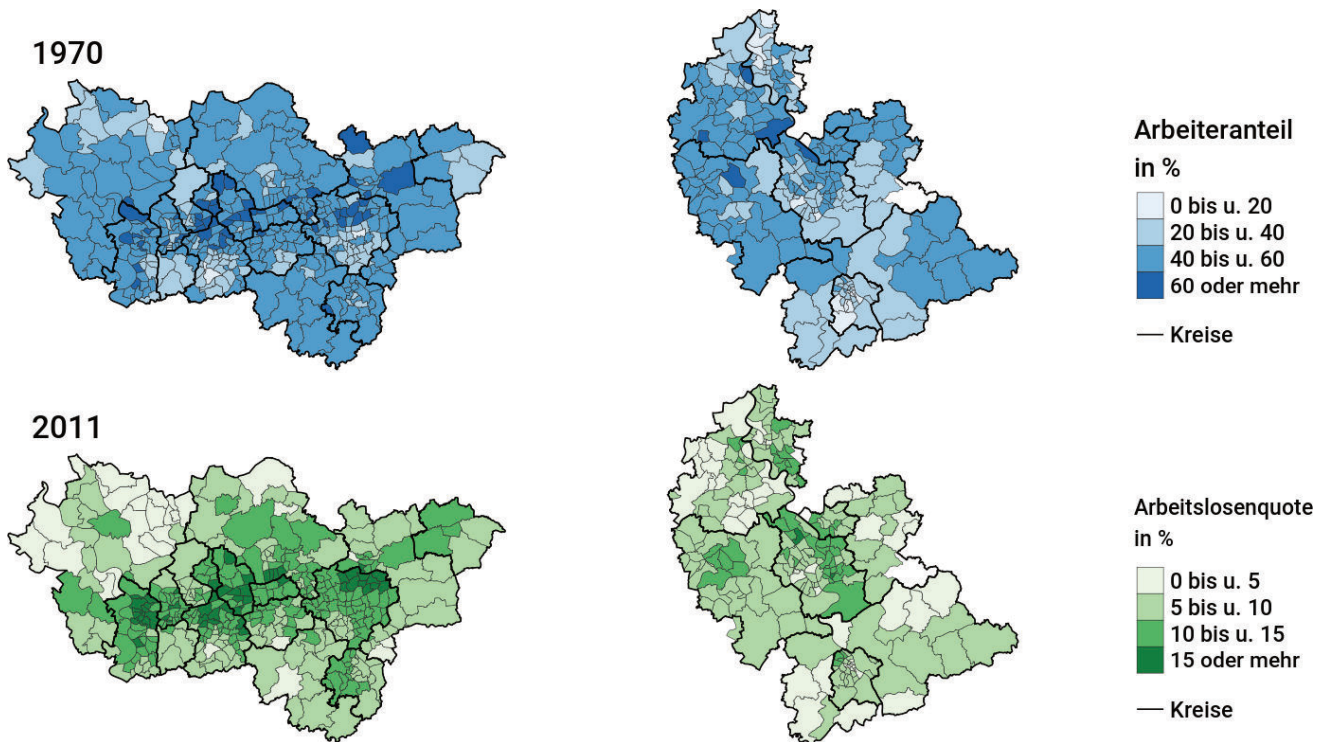 1970
Arbeiteranteil
in %
0 bis u. 20
20 bis u. 40
40 bis u. 60
60 oder mehr
Kreise
2011
Arbeitslosenquote
in %
0 bis u. 5
5 bis u. 10
10 bis u. 15
15 oder mehr
Kreise